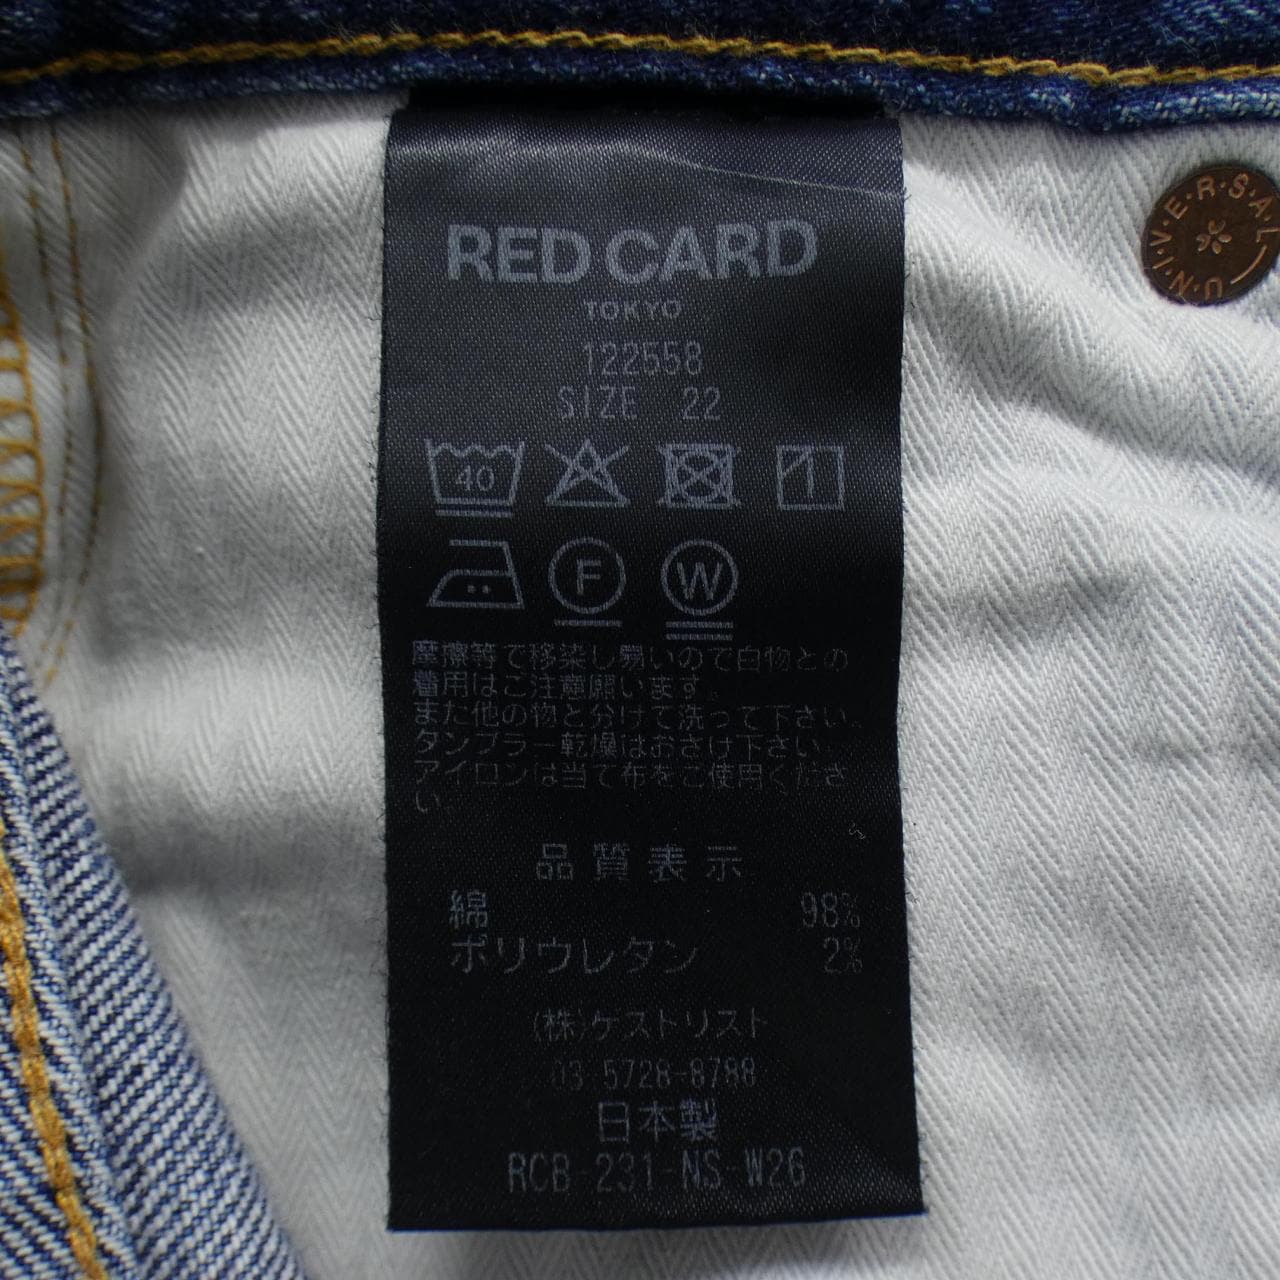 RED CARD
TOKYO
122558
SIZE 22
40
F W
摩擦等で移染し易いので白物との
着用はご注意願います。
また他の物と分けて洗って下さい。
タンブラー乾燥はおさけ下さい。
アイロンは当て布をご使用くださ
い
品質表示
綿 98%
ポリウレタン 2%
(株)ケストリスト
03-5728-8788
日本製
RCB-231-NS-W26
U·N·I·V·E·R·S·A·L